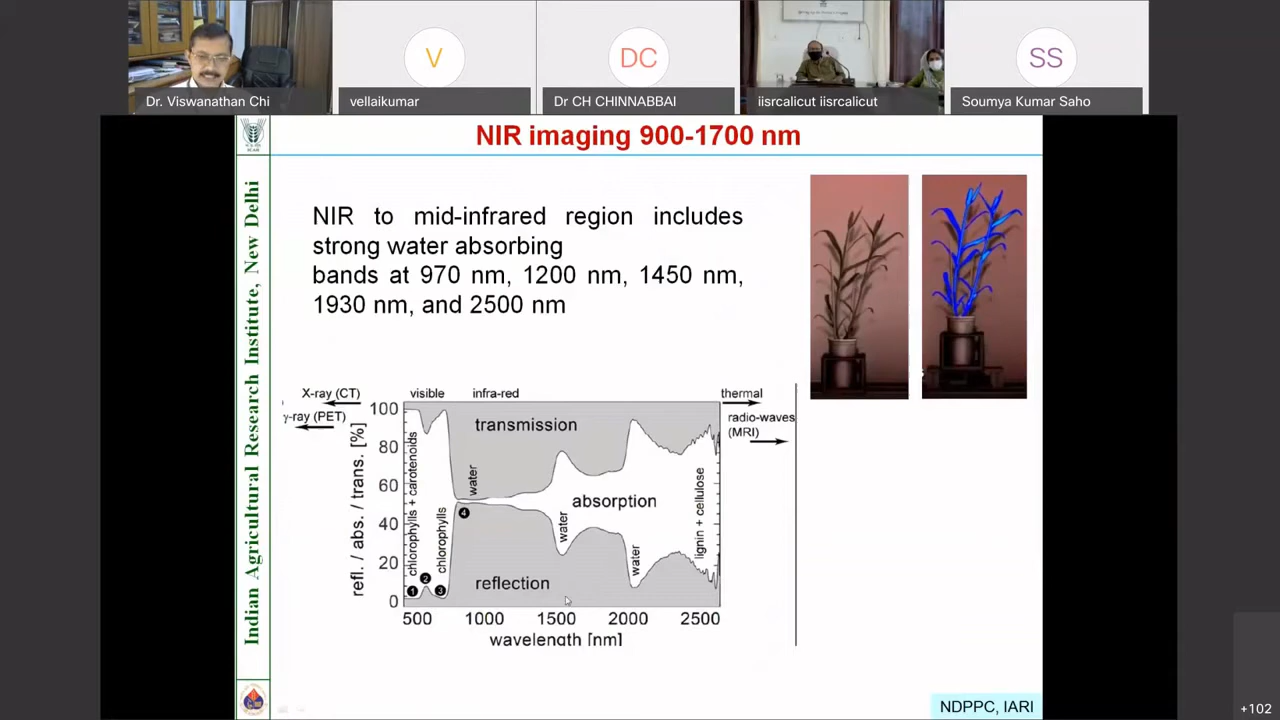 V
DC
SS
Dr. Viswanathan Chi
vellaikumar
Dr CH CHINNABBAI
iisrcalicut iisrcalicut
Soumya Kumar Saho
NIR imaging 900-1700 nm
Indian Agricultural Research Institute, New Delhi
NIR to mid-infrared region includes
strong water absorbing
bands at 970 nm, 1200 nm, 1450 nm,
1930 nm, and 2500 nm
X-ray (CT)
visible
infra-red
thermal
γ-ray (PET)
radio-waves
(MRI)
refl. / abs. / trans. [%]
100
80
60
40
20
0
transmission
absorption
reflection
chlorophylls + carotenoids
chlorophylls
water
water
water
lignin + cellulose
1
2
3
4
500
1000
1500
2000
2500
wavelength [nm]
NDPPC, IARI
+102